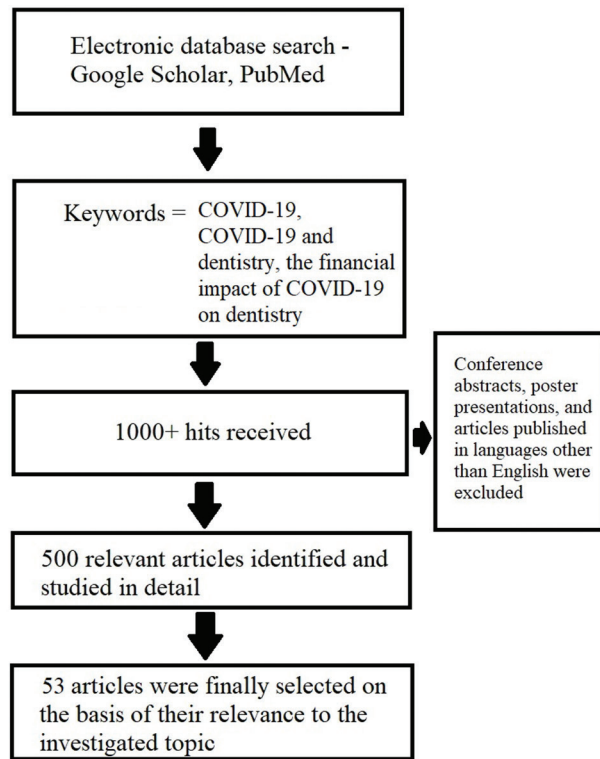 Electronic database search -
Google Scholar, PubMed
Keywords = COVID-19,
COVID-19 and
dentistry, the financial
impact of COVID-19
on dentistry
1000+ hits received
Conference
abstracts, poster
presentations, and
articles published
in languages other
than English were
excluded
500 relevant articles identified and
studied in detail
53 articles were finally selected on
the basis of their relevance to the
investigated topic